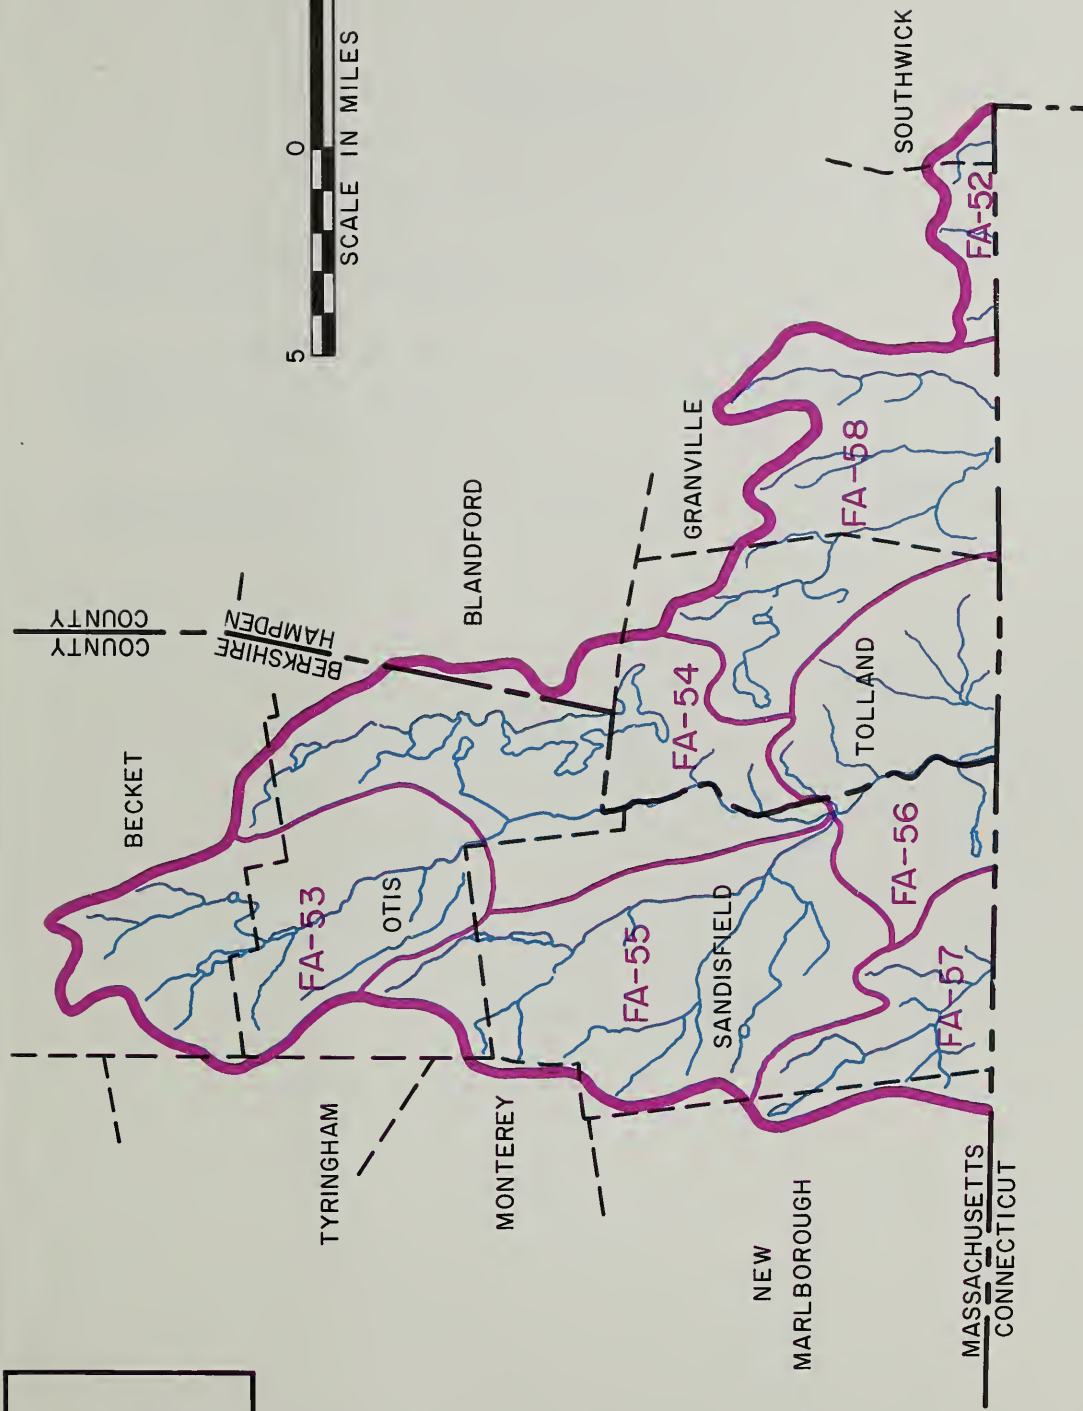 5
0
SCALE IN MILES
COUNTY
COUNTY
HAMPDEN
BERKSHIRE
BECKET
BLANDFORD
SOUTHWICK
FA-52
GRANVILLE
FA-58
FA-54
TOLLAND
FA-53
OTIS
FA-56
FA-55
SANDISFIELD
FA-57
TYRINGHAM
MONTEREY
NEW
MARLBOROUGH
MASSACHUSETTS
CONNECTICUT